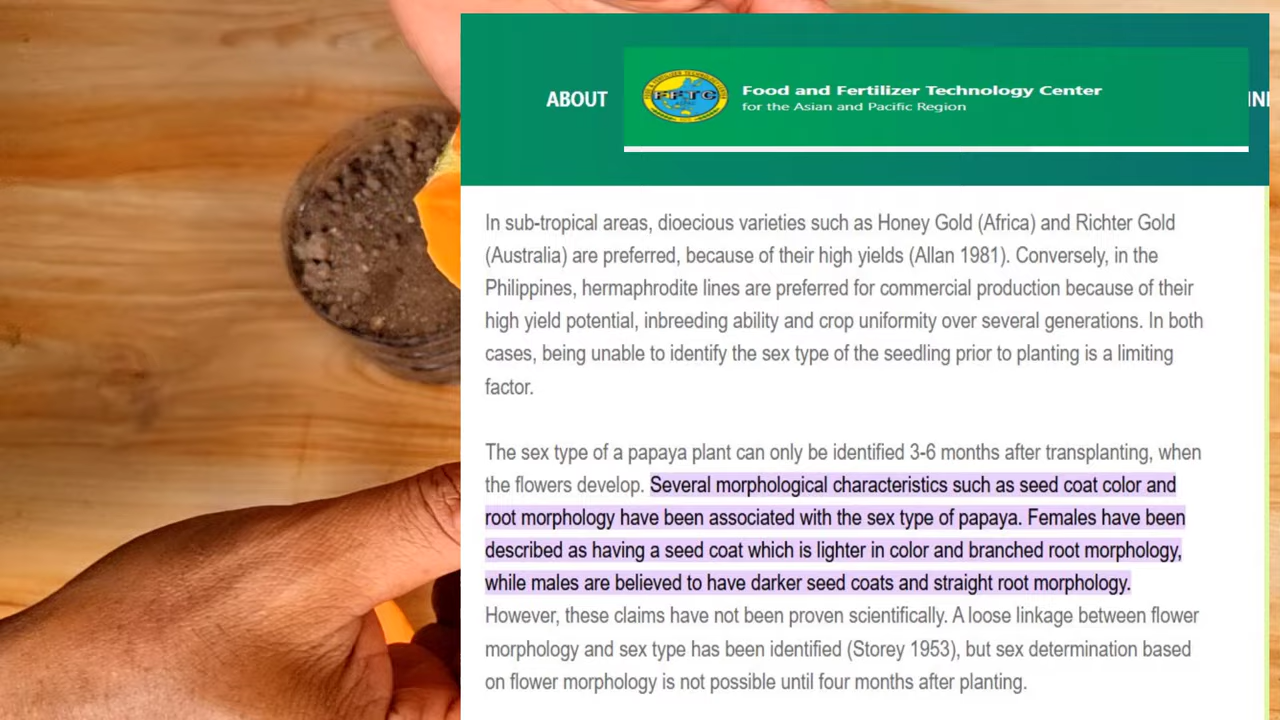 ABOUT
FFTC
Food and Fertilizer Technology Center
for the Asian and Pacific Region
In sub-tropical areas, dioecious varieties such as Honey Gold (Africa) and Richter Gold
(Australia) are preferred, because of their high yields (Allan 1981). Conversely, in the
Philippines, hermaphrodite lines are preferred for commercial production because of their
high yield potential, inbreeding ability and crop uniformity over several generations. In both
cases, being unable to identify the sex type of the seedling prior to planting is a limiting
factor.
The sex type of a papaya plant can only be identified 3-6 months after transplanting, when
the flowers develop. Several morphological characteristics such as seed coat color and
root morphology have been associated with the sex type of papaya. Females have been
described as having a seed coat which is lighter in color and branched root morphology,
while males are believed to have darker seed coats and straight root morphology.
However, these claims have not been proven scientifically. A loose linkage between flower
morphology and sex type has been identified (Storey 1953), but sex determination based
on flower morphology is not possible until four months after planting.